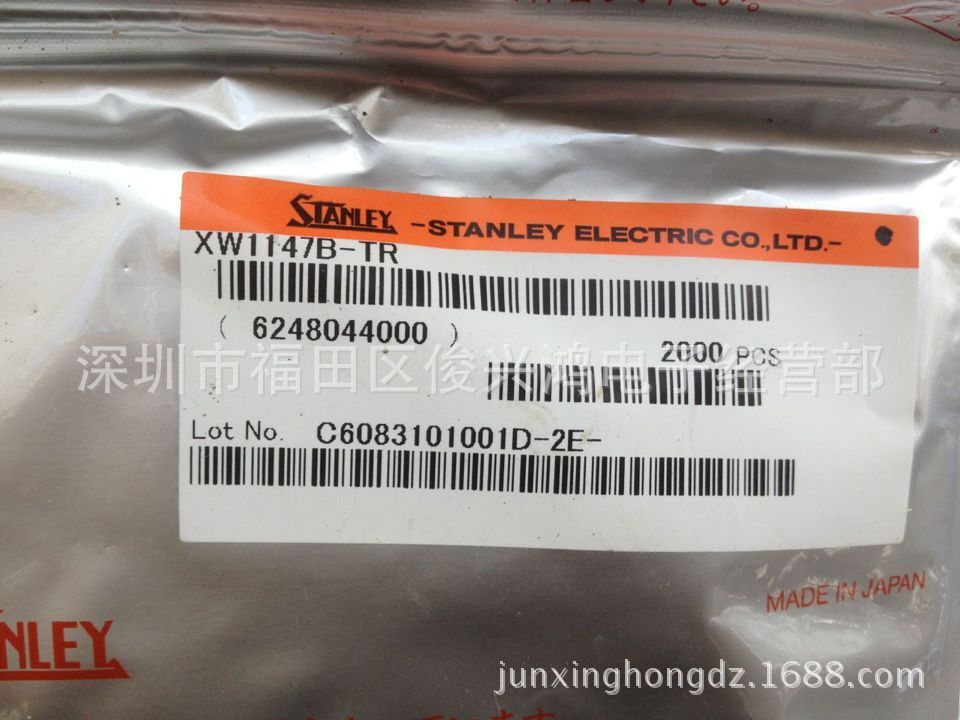 STANLEY -STANLEY ELECTRIC CO.,LTD.-
XW1147B-TR
( 6248044000 )
2000 PCS
深圳市福田区俊兴鸿电子经营部
Lot No. C6083101001D-2E-
MADE IN JAPAN
STANLEY
junxinghongdz.1688.com